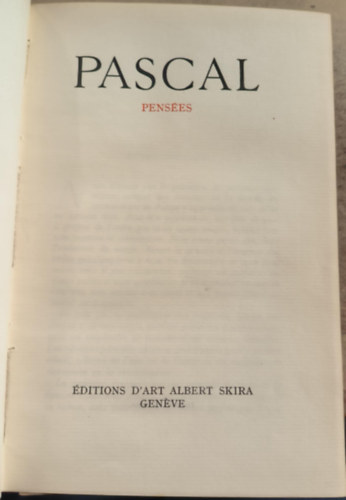 PASCAL
PENSÉES
ÉDITIONS D'ART ALBERT SKIRA
GENÈVE